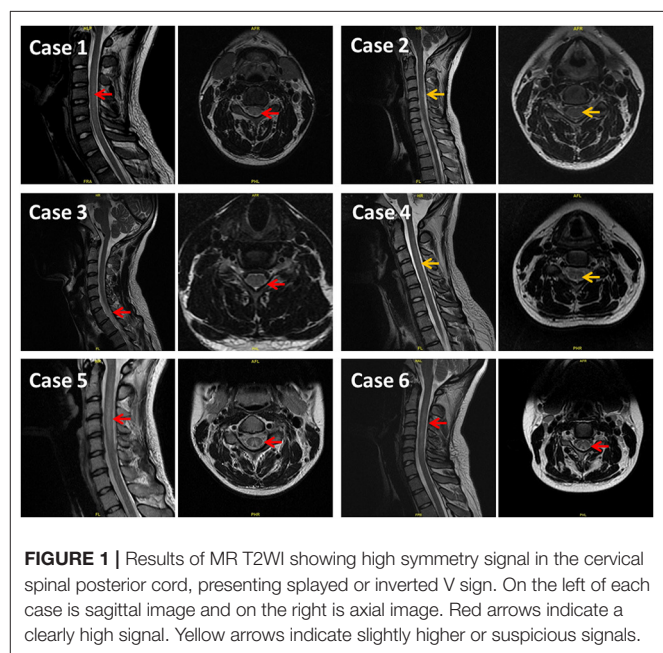 Case 1
Case 2
Case 3
Case 4
Case 5
Case 6
FIGURE 1 | Results of MR T2WI showing high symmetry signal in the cervical
spinal posterior cord, presenting splayed or inverted V sign. On the left of each
case is sagittal image and on the right is axial image. Red arrows indicate a
clearly high signal. Yellow arrows indicate slightly higher or suspicious signals.